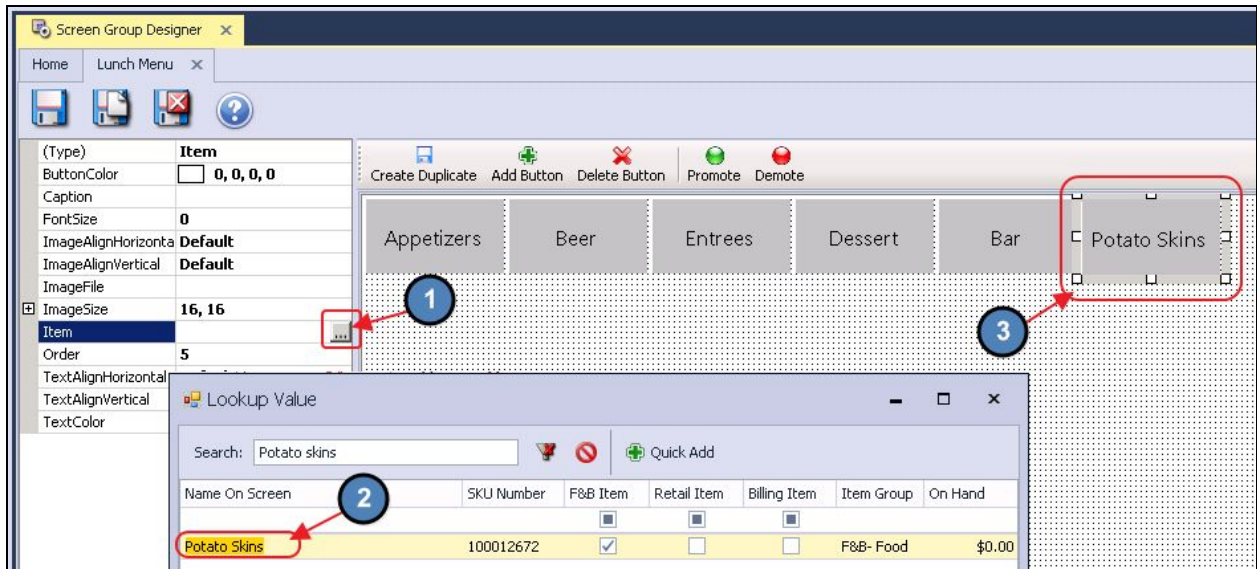 Screen Group Designer
Home Lunch Menu
(Type) Item
ButtonColor 0, 0, 0, 0
Caption
FontSize 0
ImageAlignHorizonta Default
ImageAlignVertical Default
ImageFile
ImageSize 16, 16
Item ...
Order 5
TextAlignHorizontal
TextAlignVertical
TextColor
Create Duplicate Add Button Delete Button Promote Demote
Appetizers Beer Entrees Dessert Bar Potato Skins
1
3
Lookup Value
Search: Potato skins Quick Add
Name On Screen SKU Number F&B Item Retail Item Billing Item Item Group On Hand
2
Potato Skins 100012672 F&B- Food $0.00